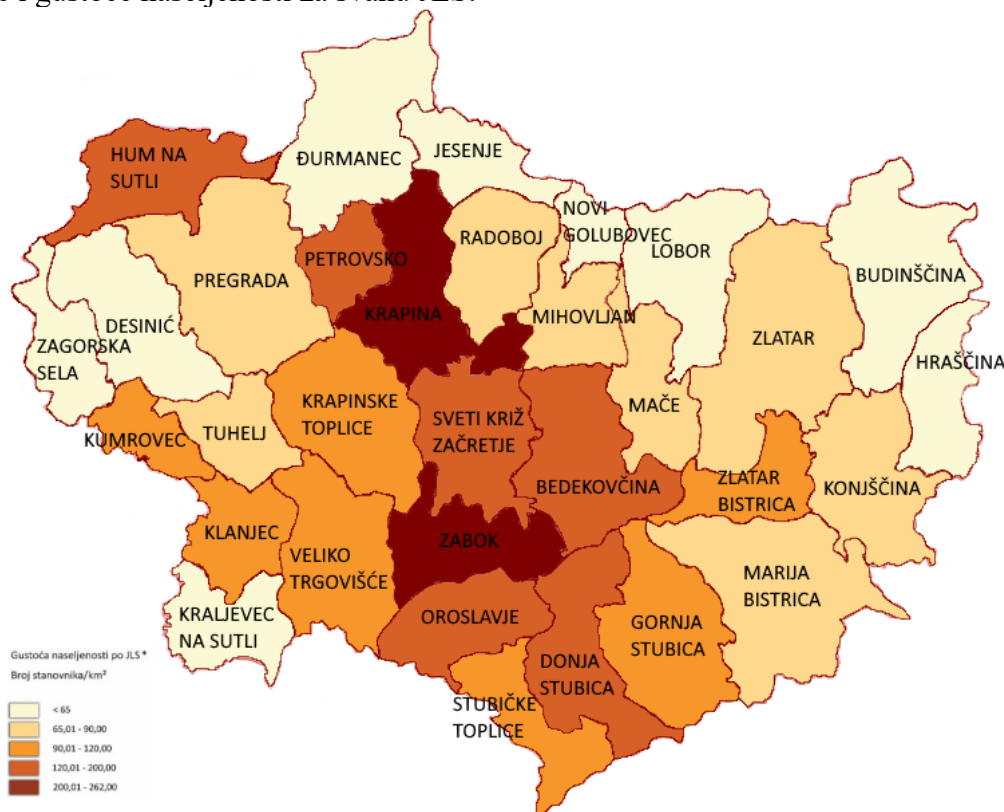 ĐURMANEC
JESENJE
HUM NA
SUTLI
NOVI
GOLUBOVEC
RADOBOJ
LOBOR
PETROVSKO
BUDINŠČINA
PREGRADA
KRAPINA
MIHOVLJAN
DESINIĆ
ZLATAR
ZAGORSKA
SELA
HRAŠČINA
KRAPINSKE
TOPLICE
SVETI KRIŽ
ZAČRETJE
MAČE
KUMROVEC
TUHELJ
BEDEKOVČINA
ZLATAR
BISTRICA
KONJŠČINA
KLANJEC
ZABOK
VELIKO
TRGOVIŠĆE
MARIJA
BISTRICA
KRALJEVEC
NA SUTLI
OROSLAVJE
GORNJA
STUBICA
DONJA
STUBICA
STUBIČKE
TOPLICE
Gustoća naseljenosti po JLS *
Broj stanovnika/km²
< 65
65,01 - 90,00
90,01 - 120,00
120,01 - 200,00
200,01 - 262,00